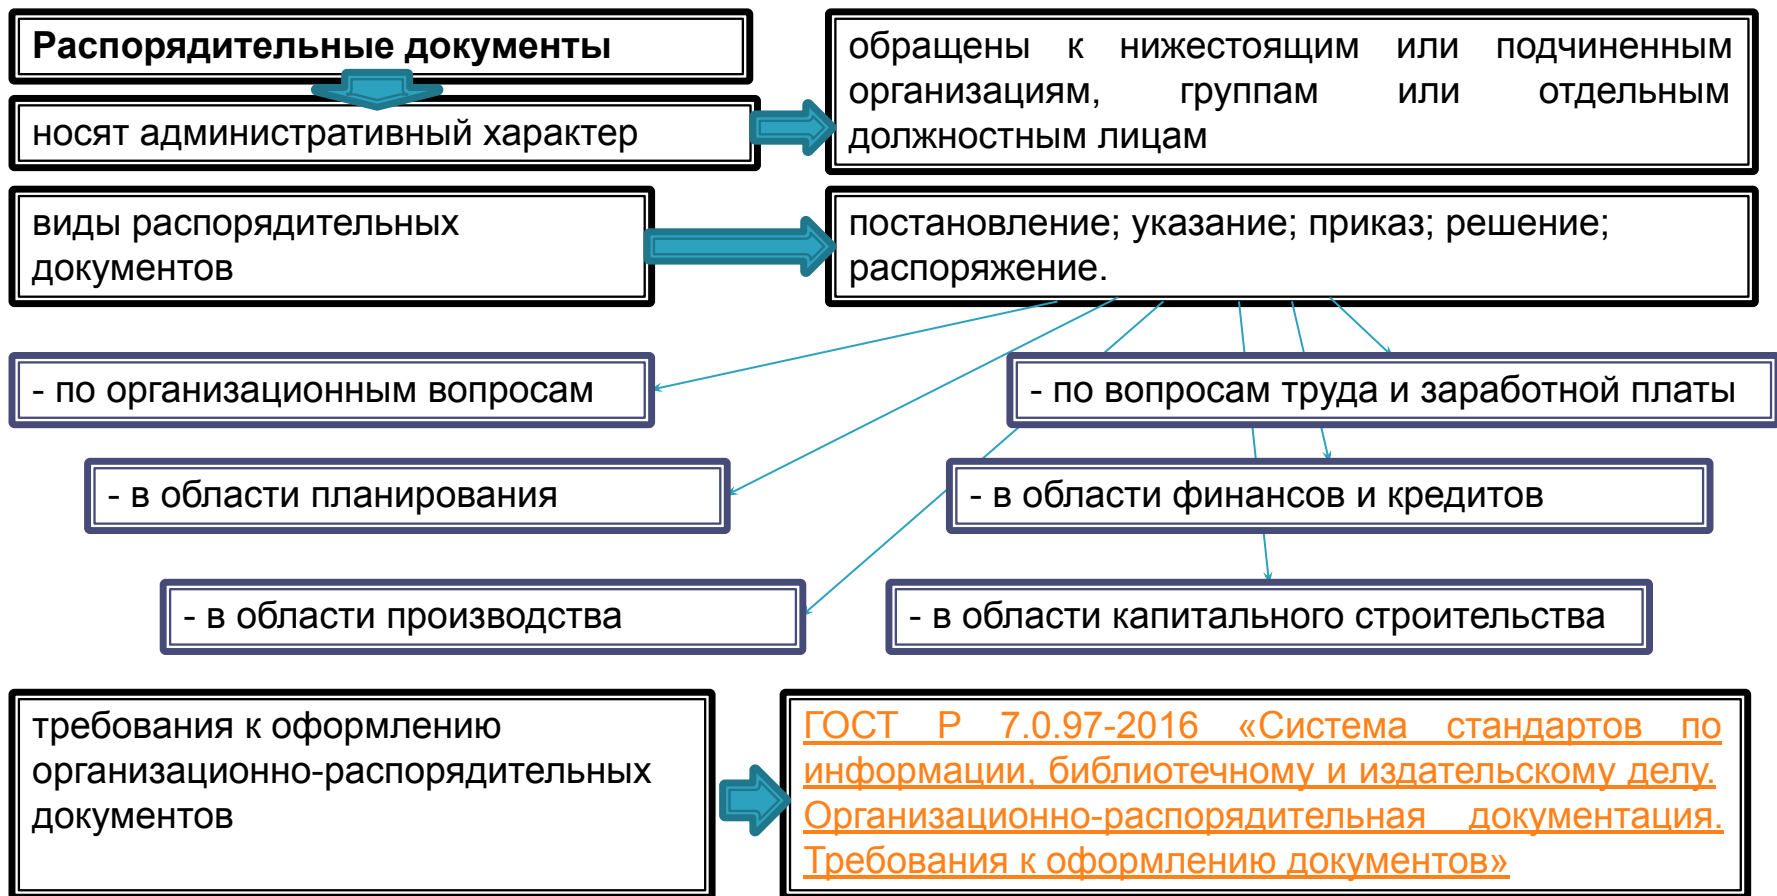 Распорядительные документы
носят административный характер
обращены к нижестоящим или подчиненным
организациям, группам или отдельным
должностным лицам
виды распорядительных
документов
постановление; указание; приказ; решение;
распоряжение.
- по организационным вопросам
- по вопросам труда и заработной платы
- в области планирования
- в области финансов и кредитов
- в области производства
- в области капитального строительства
требования к оформлению
организационно-распорядительных
документов
ГОСТ Р 7.0.97-2016 «Система стандартов по
информации, библиотечному и издательскому делу.
Организационно-распорядительная документация.
Требования к оформлению документов»